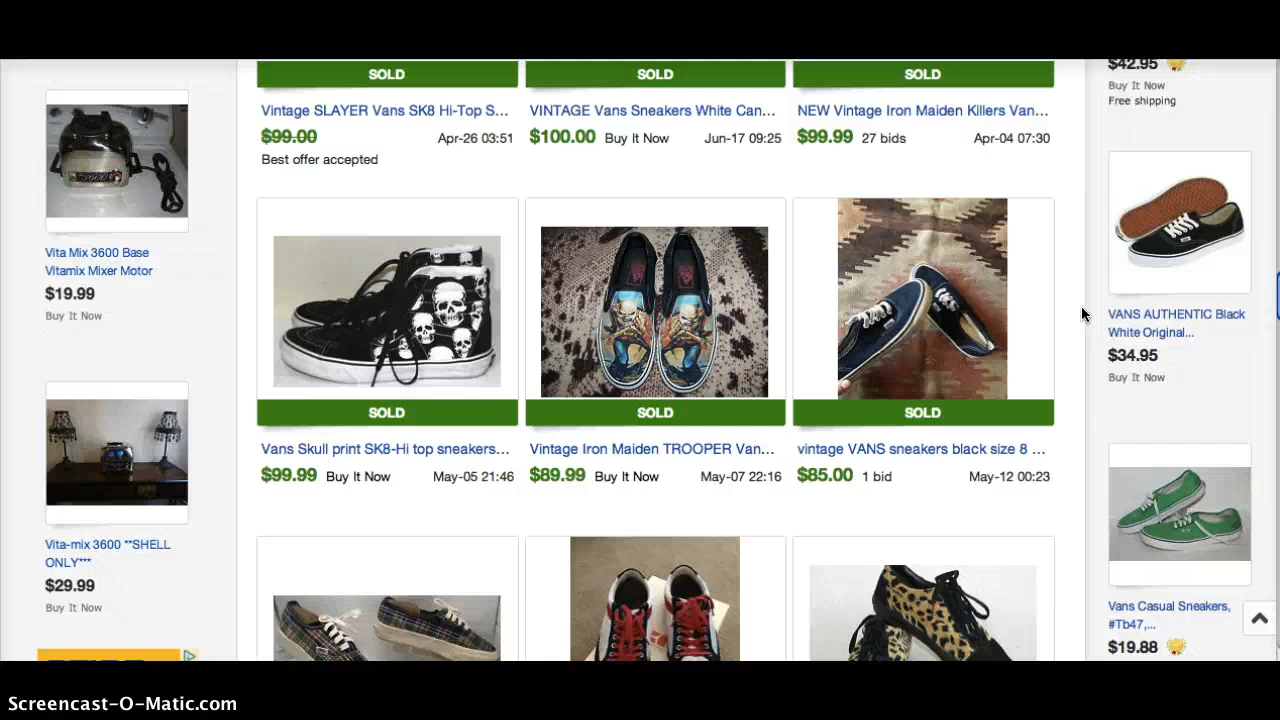 SOLD
SOLD
SOLD
Vintage SLAYER Vans SK8 Hi-Top S...
VINTAGE Vans Sneakers White Can...
NEW Vintage Iron Maiden Killers Van...
$99.00
Apr-26 03:51
$100.00 Buy It Now
Jun-17 09:25
$99.99 27 bids
Apr-04 07:30
Best offer accepted
Vita Mix 3600 Base
Vitamix Mixer Motor
$19.99
Buy It Now
Vita-mix 3600 **SHELL
ONLY***
$29.99
Buy It Now
SOLD
SOLD
SOLD
Vans Skull print SK8-Hi top sneakers...
Vintage Iron Maiden TROOPER Van...
vintage VANS sneakers black size 8 ...
$99.99 Buy It Now
May-05 21:46
$89.99 Buy It Now
May-07 22:16
$85.00 1 bid
May-12 00:23
$42.95
Buy It Now
Free shipping
VANS AUTHENTIC Black
White Original...
$34.95
Buy It Now
Vans Casual Sneakers,
#Tb47,...
$19.88
Screencast-O-Matic.com